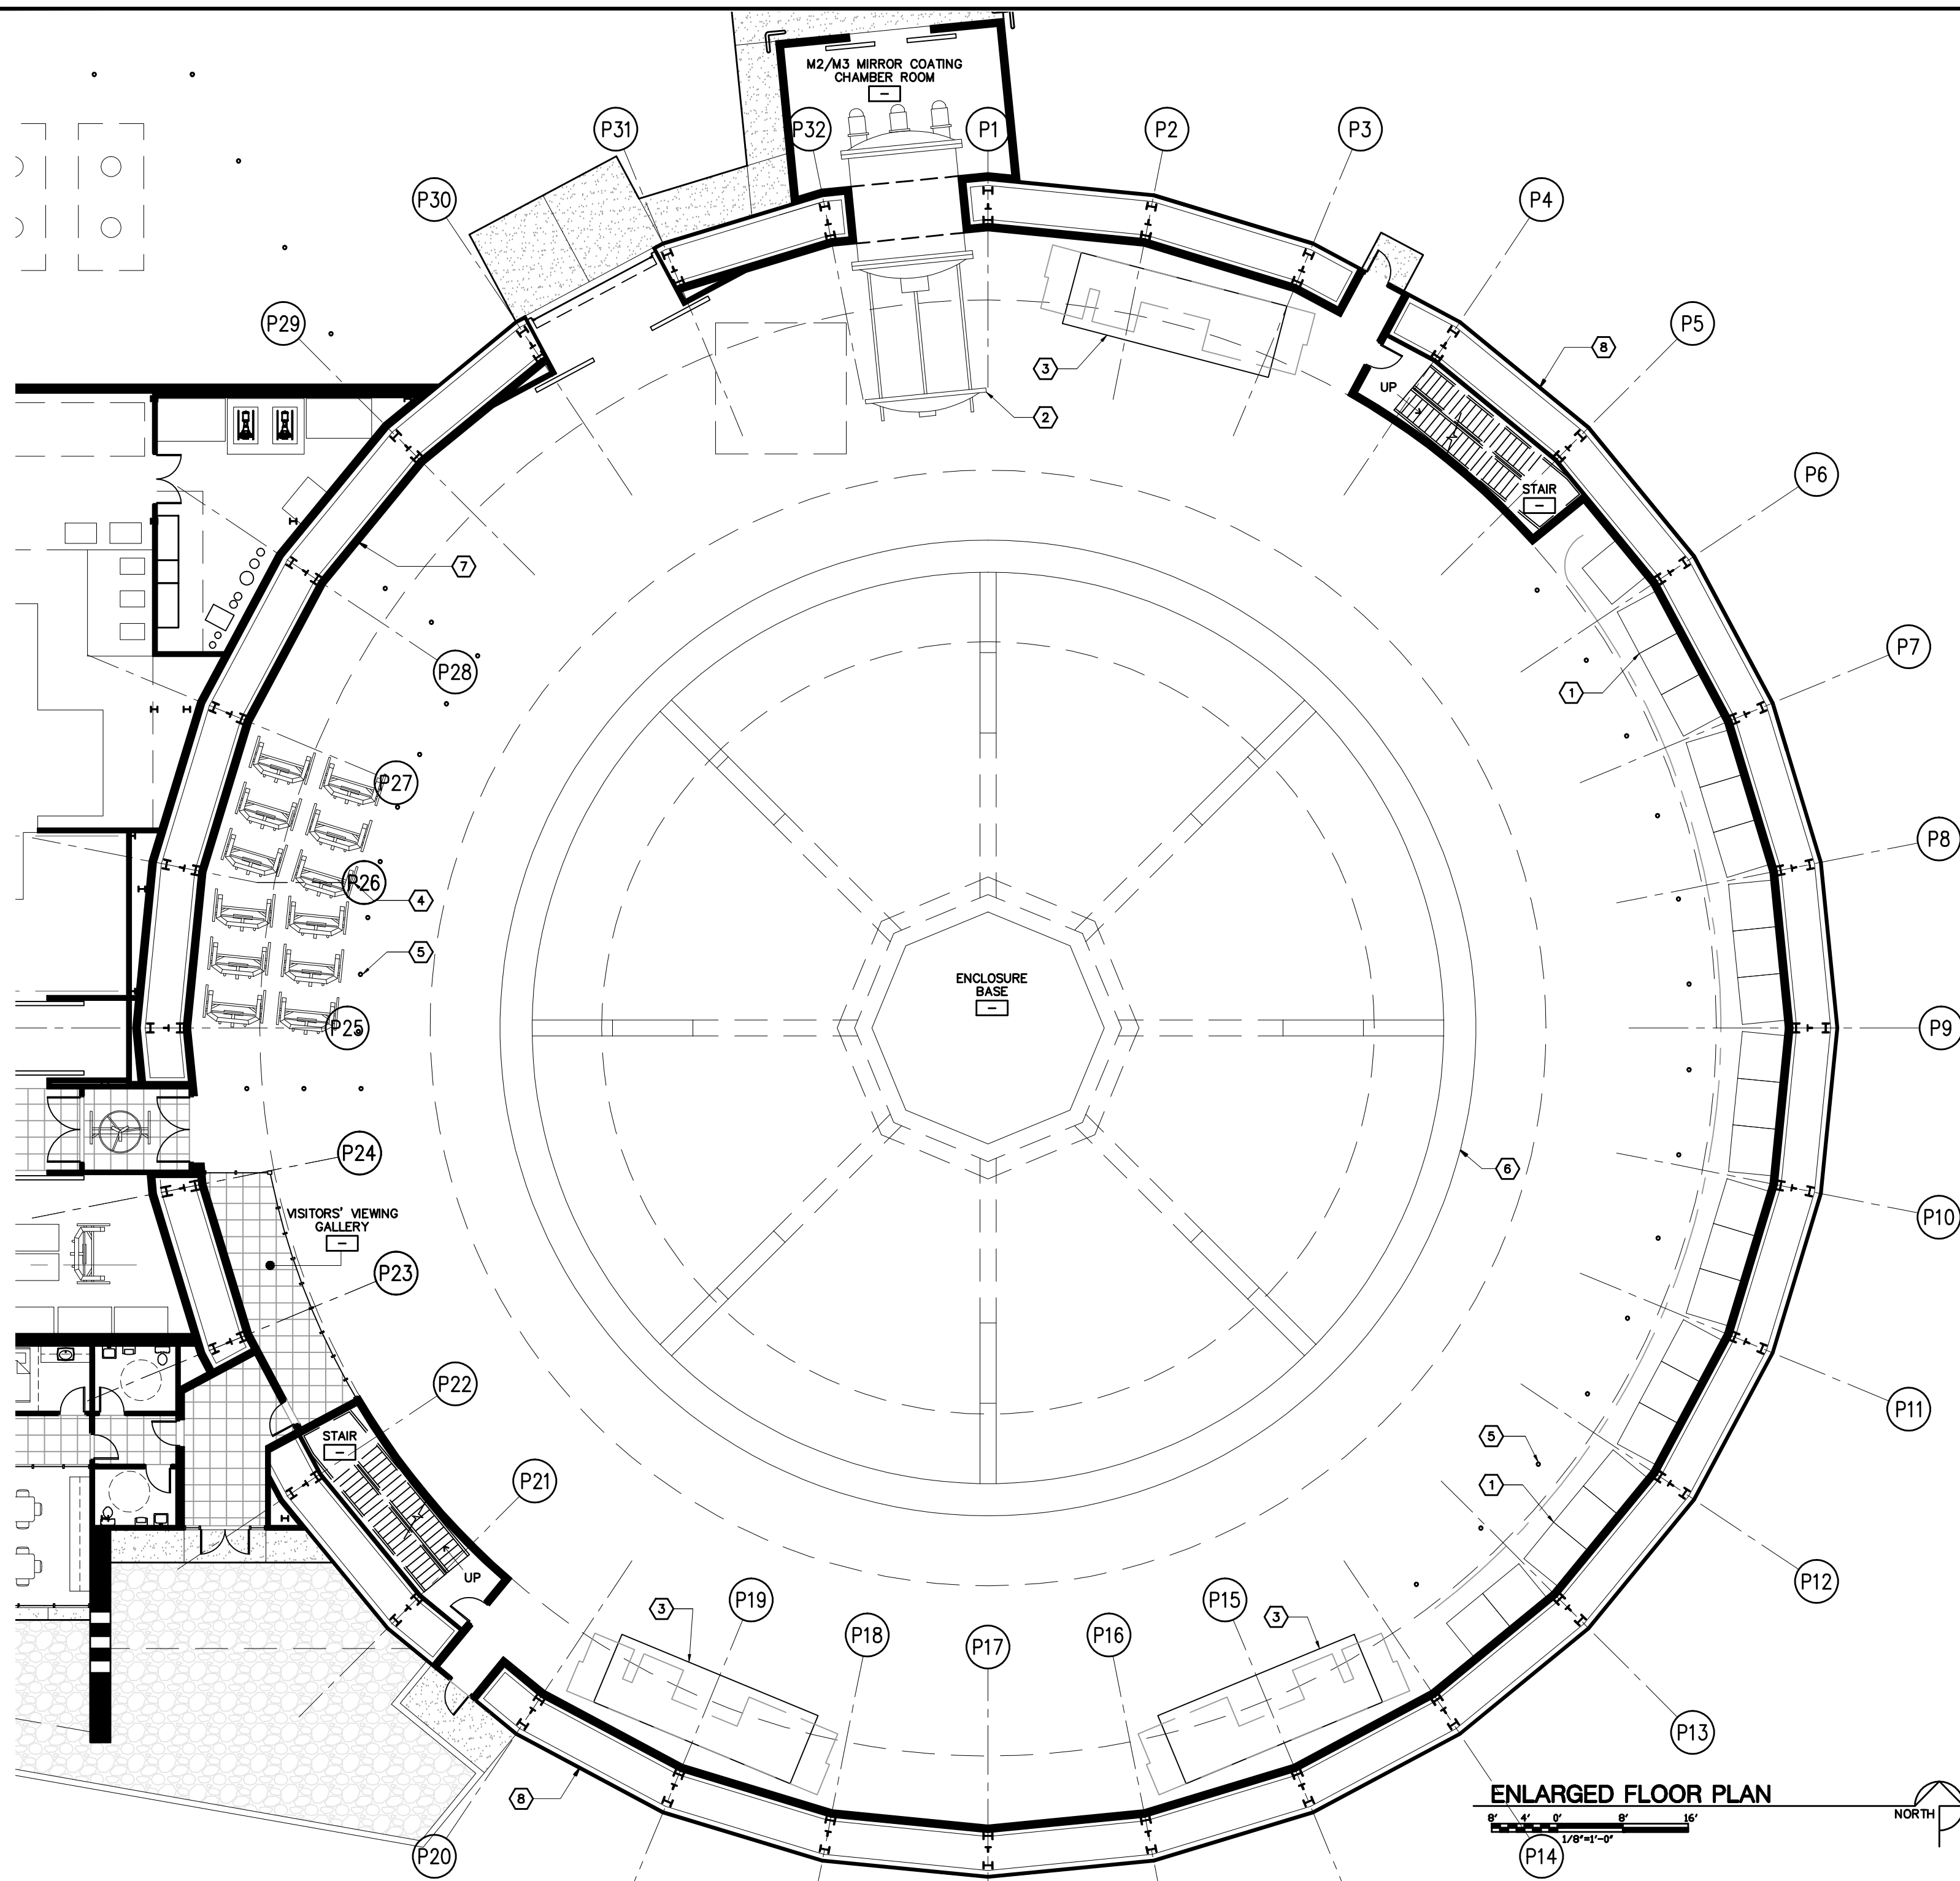 M2/M3 MIRROR COATING
CHAMBER ROOM
-
P31
P32
P1
P2
P3
P30
P4
P29
P5
8
3
UP
2
P6
STAIR
-
7
P28
P7
1
P27
P8
P26
4
5
ENCLOSURE
BASE
-
P25
P9
P24
6
VISITORS' VIEWING
GALLERY
-
P10
P23
P22
P11
STAIR
-
5
P21
1
UP
P12
3
P19
P15
3
P18
P16
P17
P13
8
P20
ENLARGED FLOOR PLAN
8' 4' 0' 8' 16'
1/8"=1'-0"
NORTH
P14